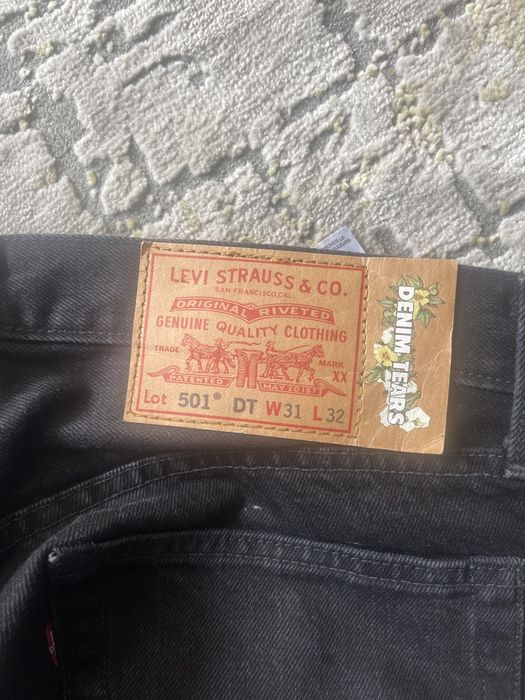 LEVI STRAUSS & CO.
SAN FRANCISCO, CAL.
ORIGINAL RIVETED
GENUINE QUALITY CLOTHING
TRADE MARK
XX
PATENTED MAY 20 1873
Lot 501® DT W31 L32
DENIM TEARS